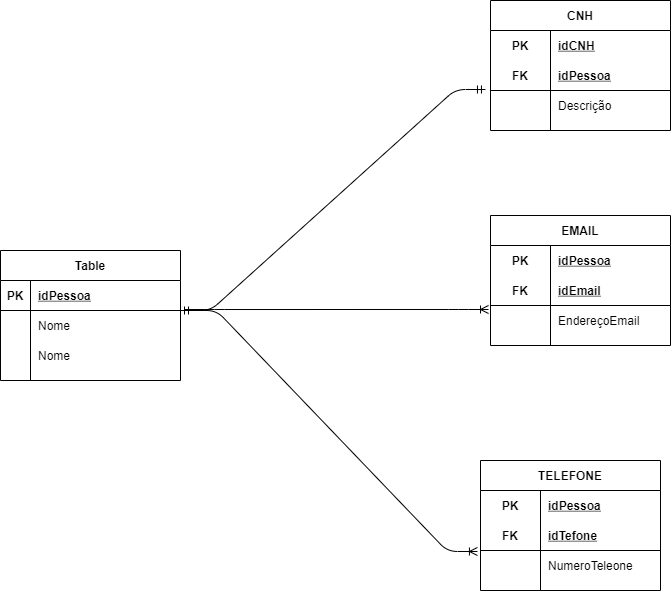 CNH
PK idCNH
FK idPessoa
Descrição
EMAIL
PK idPessoa
FK idEmail
EndereçoEmail
Table
PK idPessoa
Nome
Nome
TELEFONE
PK idPessoa
FK idTefone
NumeroTeleone